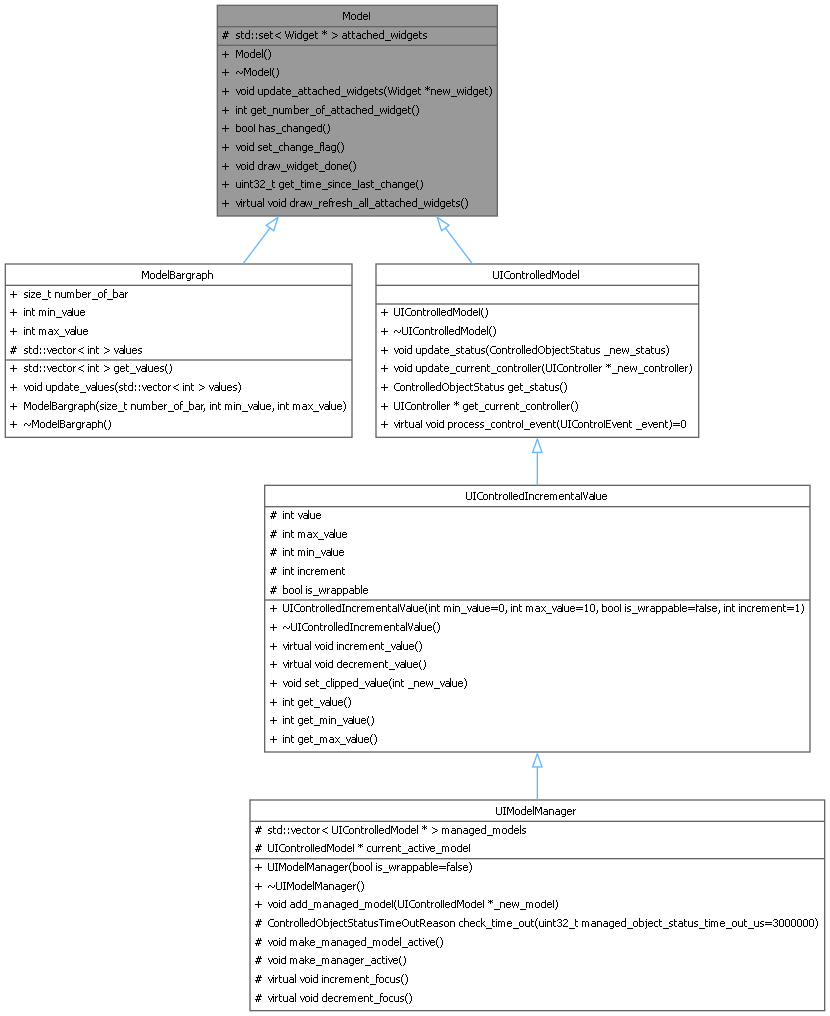 Model
# std::set< Widget * > attached_widgets
+ Model()
+ ~Model()
+ void update_attached_widgets(Widget *new_widget)
+ int get_number_of_attached_widget()
+ bool has_changed()
+ void set_change_flag()
+ void draw_widget_done()
+ uint32_t get_time_since_last_change()
+ virtual void draw_refresh_all_attached_widgets()
ModelBargraph
+ size_t number_of_bar
+ int min_value
+ int max_value
# std::vector< int > values
+ std::vector< int > get_values()
+ void update_values(std::vector< int > values)
+ ModelBargraph(size_t number_of_bar, int min_value, int max_value)
+ ~ModelBargraph()
UIControlledModel
+ UIControlledModel()
+ ~UIControlledModel()
+ void update_status(ControlledObjectStatus _new_status)
+ void update_current_controller(UIController *_new_controller)
+ ControlledObjectStatus get_status()
+ UIController * get_current_controller()
+ virtual void process_control_event(UIControlEvent _event)=0
UIControlledIncrementalValue
# int value
# int max_value
# int min_value
# int increment
# bool is_wrappable
+ UIControlledIncrementalValue(int min_value=0, int max_value=10, bool is_wrappable=false, int increment=1)
+ ~UIControlledIncrementalValue()
+ virtual void increment_value()
+ virtual void decrement_value()
+ void set_clipped_value(int _new_value)
+ int get_value()
+ int get_min_value()
+ int get_max_value()
UIModelManager
# std::vector< UIControlledModel * > managed_models
# UIControlledModel * current_active_model
+ UIModelManager(bool is_wrappable=false)
+ ~UIModelManager()
+ void add_managed_model(UIControlledModel *_new_model)
# ControlledObjectStatusTimeOutReason check_time_out(uint32_t managed_object_status_time_out_us=3000000)
# void make_managed_model_active()
# void make_manager_active()
# virtual void increment_focus()
# virtual void decrement_focus()